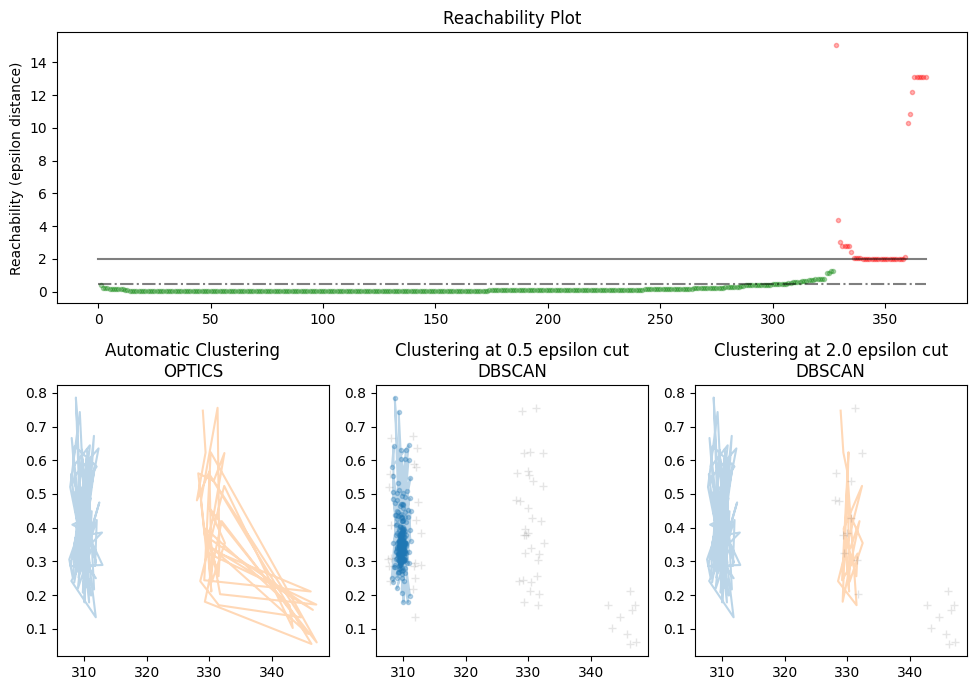 Reachability Plot
Reachability (epsilon distance)
14
12
10
8
6
4
2
0
0 50 100 150 200 250 300 350
Automatic Clustering
OPTICS
0.8
0.7
0.6
0.5
0.4
0.3
0.2
0.1
310 320 330 340
Clustering at 0.5 epsilon cut
DBSCAN
0.8
0.7
0.6
0.5
0.4
0.3
0.2
0.1
310 320 330 340
Clustering at 2.0 epsilon cut
DBSCAN
0.8
0.7
0.6
0.5
0.4
0.3
0.2
0.1
310 320 330 340